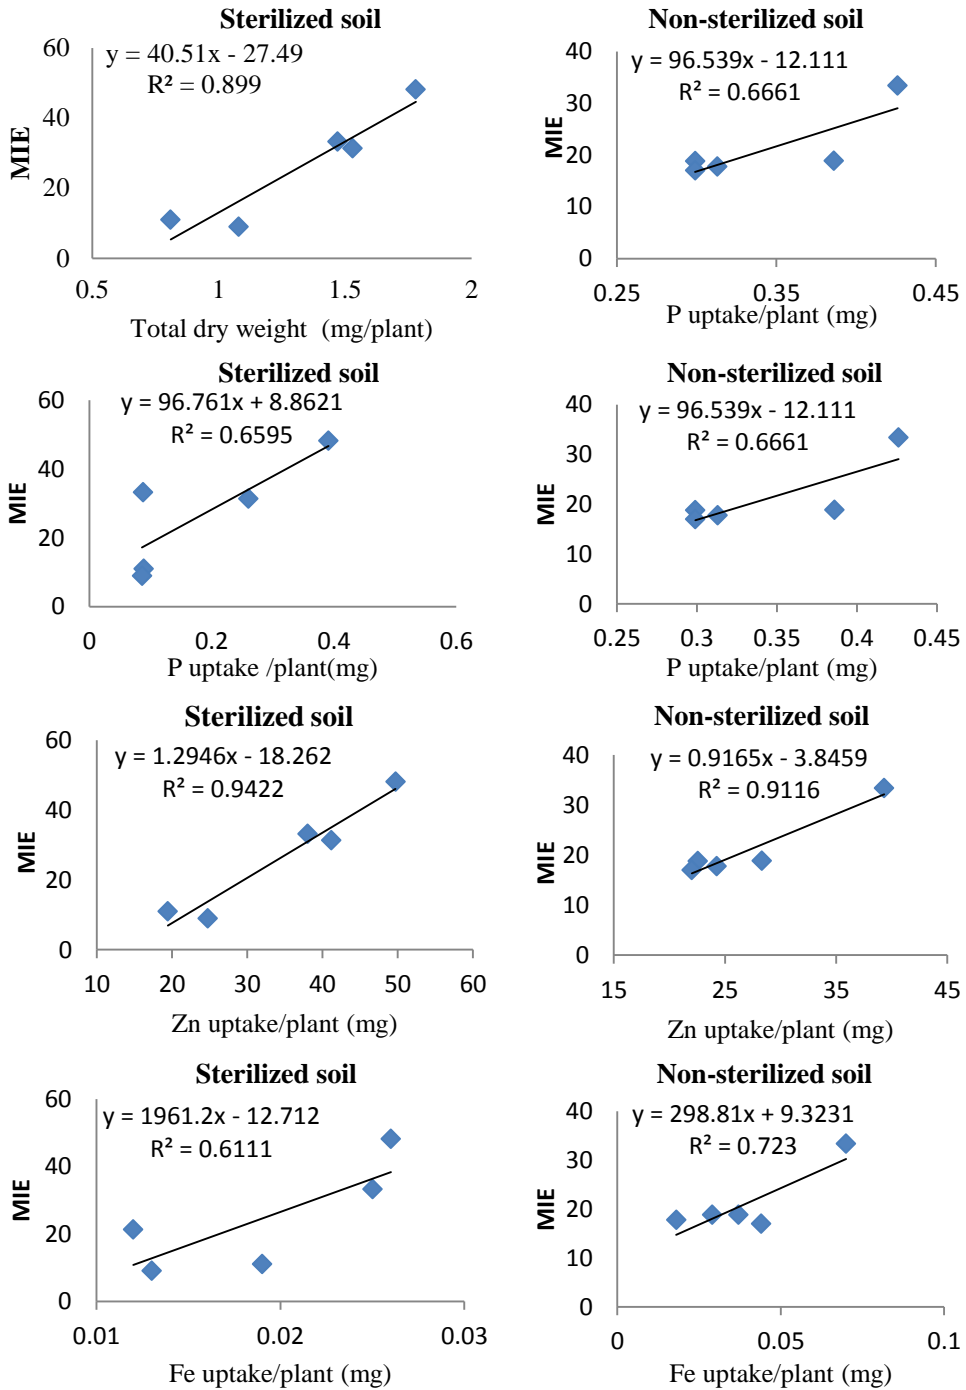 Sterilized soil
y = 40.51x - 27.49
R² = 0.899
MIE
60
40
20
0
0.5 1 1.5 2
Total dry weight (mg/plant)
Non-sterilized soil
y = 96.539x - 12.111
R² = 0.6661
MIE
40
30
20
10
0
0.25 0.35 0.45
P uptake/plant (mg)
Sterilized soil
y = 96.761x + 8.8621
R² = 0.6595
MIE
60
40
20
0
0 0.2 0.4 0.6
P uptake /plant(mg)
Non-sterilized soil
y = 96.539x - 12.111
R² = 0.6661
MIE
40
30
20
10
0
0.25 0.3 0.35 0.4 0.45
P uptake/plant (mg)
Sterilized soil
y = 1.2946x - 18.262
R² = 0.9422
MIE
60
40
20
0
10 20 30 40 50 60
Zn uptake/plant (mg)
Non-sterilized soil
y = 0.9165x - 3.8459
R² = 0.9116
MIE
40
30
20
10
0
15 25 35 45
Zn uptake/plant (mg)
Sterilized soil
y = 1961.2x - 12.712
R² = 0.6111
MIE
60
40
20
0
0.01 0.02 0.03
Fe uptake/plant (mg)
Non-sterilized soil
y = 298.81x + 9.3231
R² = 0.723
MIE
40
30
20
10
0
0 0.05 0.1
Fe uptake/plant (mg)